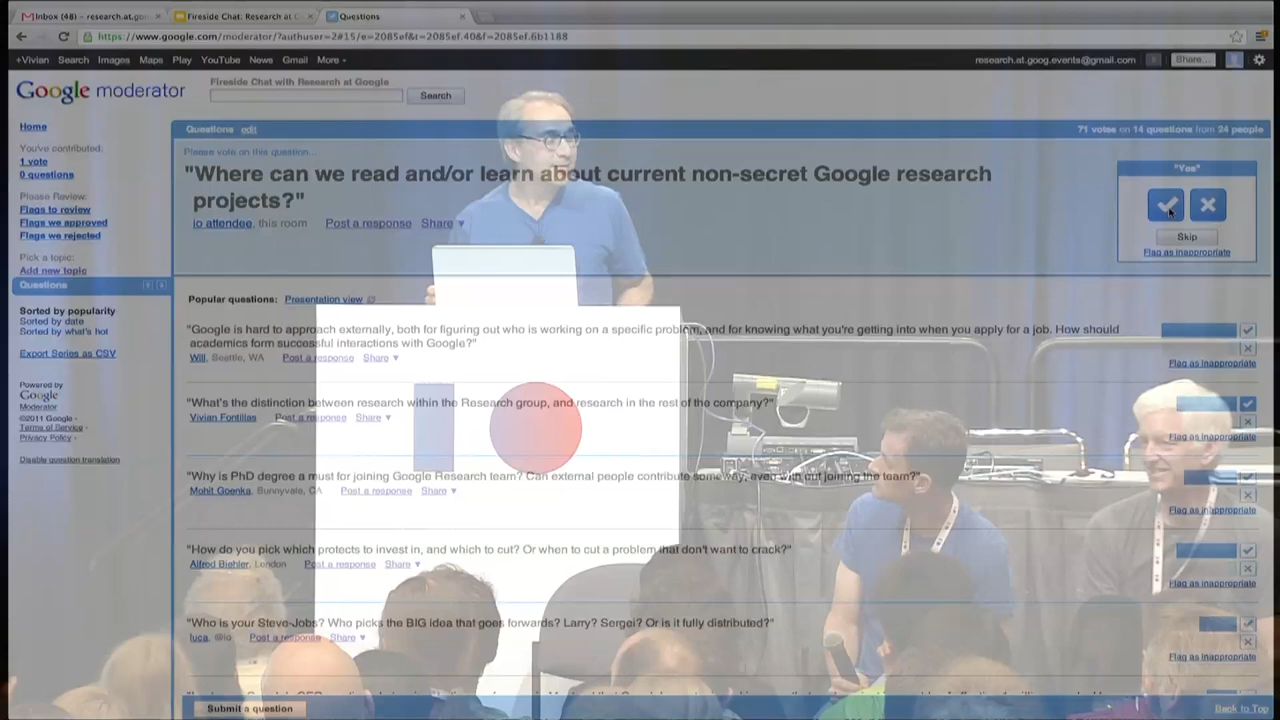 Inbox (48) - research.at.goo
Fireside Chat: Research at G
Questions
https://www.google.com/moderator/?authuser=2#15/e=2085ef&t=2085ef.40&f=2085ef.6b1188
+Vivian Search Images Maps Play YouTube News Gmail More
research.at.goog.events@gmail.com Share...
Google moderator
Fireside Chat with Research at Google
Search
Home
You've contributed:
1 vote
0 questions
Please Review:
Flags to review
Flags we approved
Flags we rejected
Pick a topic:
Add new topic
Questions
Sorted by popularity
Sorted by date
Sorted by what's hot
Export Series as CSV
Powered by
Google
Moderator
©2011 Google -
Terms of Service -
Privacy Policy -
Disable question translation
Questions edit
71 votes on 14 questions from 24 people
Please vote on this question...
"Where can we read and/or learn about current non-secret Google research
projects?"
io attendee, this room Post a response Share
"Yes"
Skip
Flag as inappropriate
Popular questions: Presentation view
"Google is hard to approach externally, both for figuring out who is working on a specific problem, and for knowing what you're getting into when you apply for a job. How should
academics form successful interactions with Google?"
Will, Seattle, WA Post a response Share
Flag as inappropriate
"What's the distinction between research within the Research group, and research in the rest of the company?"
Vivian Fontillas Post a response Share
Flag as inappropriate
"Why is PhD degree a must for joining Google Research team? Can external people contribute someway, even with out joining the team?"
Mohit Goenka, Sunnyvale, CA Post a response Share
Flag as inappropriate
"How do you pick which protects to invest in, and which to cut? Or when to cut a problem that don't want to crack?"
Alfred Biehler, London Post a response Share
Flag as inappropriate
"Who is your Steve-Jobs? Who picks the BIG idea that goes forwards? Larry? Sergei? Or is it fully distributed?"
luca, @io Post a response Share
Flag as inappropriate
Submit a question
Back to Top